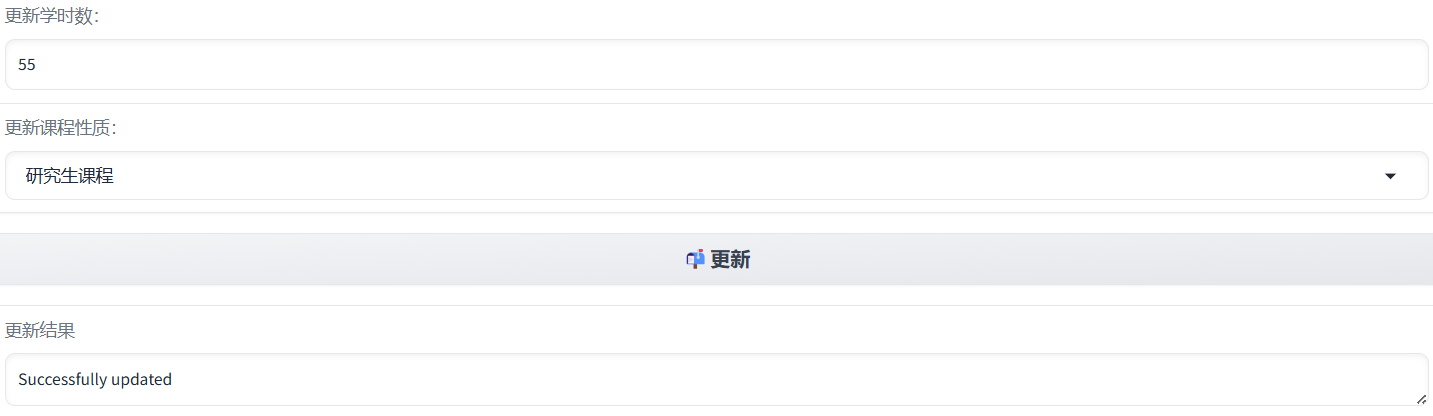 更新学时数：
55
更新课程性质：
研究生课程
📬 更新
更新结果
Successfully updated